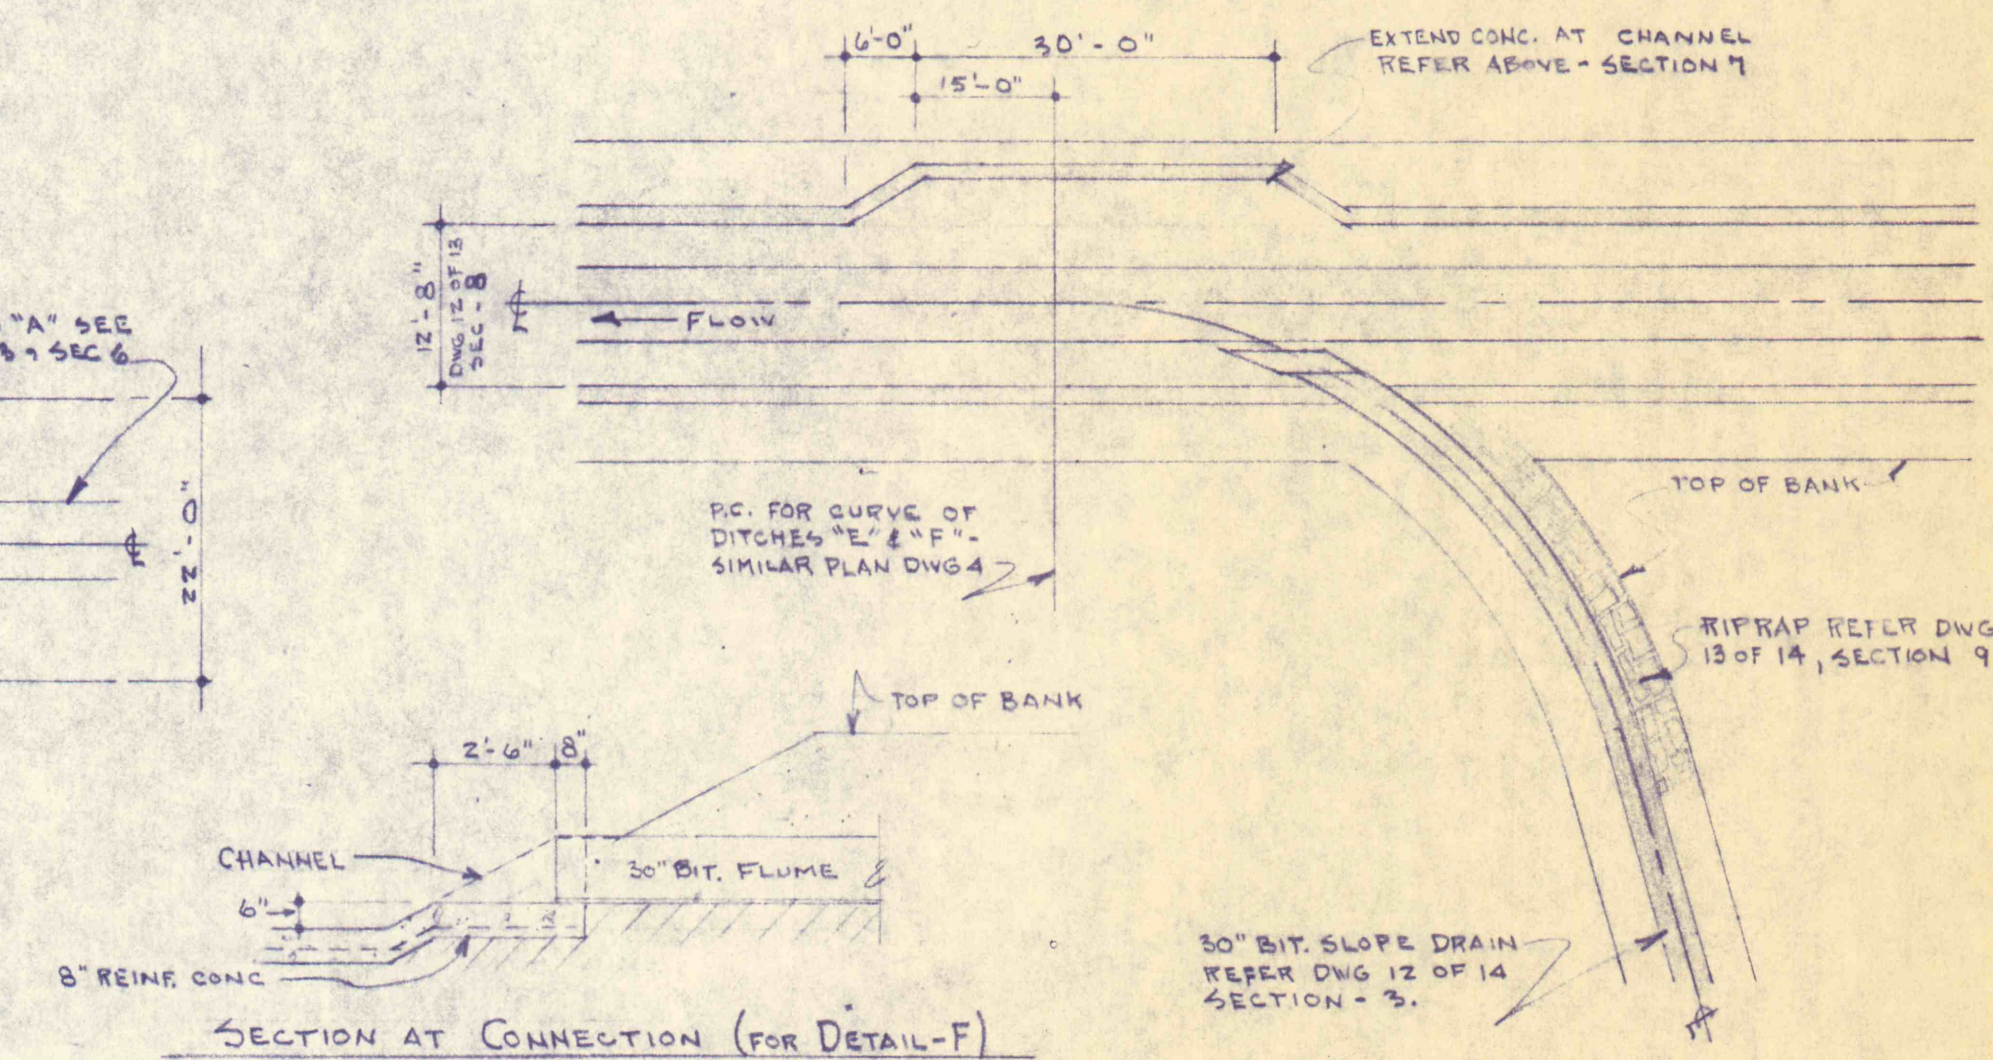 6'-0"
30'-0"
15'-0"
EXTEND CONC. AT CHANNEL
REFER ABOVE - SECTION 7
12'-8"
DWG 12 OF 13
SEC - 8
FLOW
"A" SEE
SEC 6
22'-0"
P.C. FOR CURVE OF
DITCHES "E" & "F" -
SIMILAR PLAN DWG 4
TOP OF BANK
RIPRAP REFER DWG
13 OF 14, SECTION 9
TOP OF BANK
2'-6"
8"
CHANNEL
30" BIT. FLUME
6"
8" REINF. CONC
30" BIT. SLOPE DRAIN
REFER DWG 12 OF 14
SECTION - 3.
SECTION AT CONNECTION (FOR DETAIL-F)